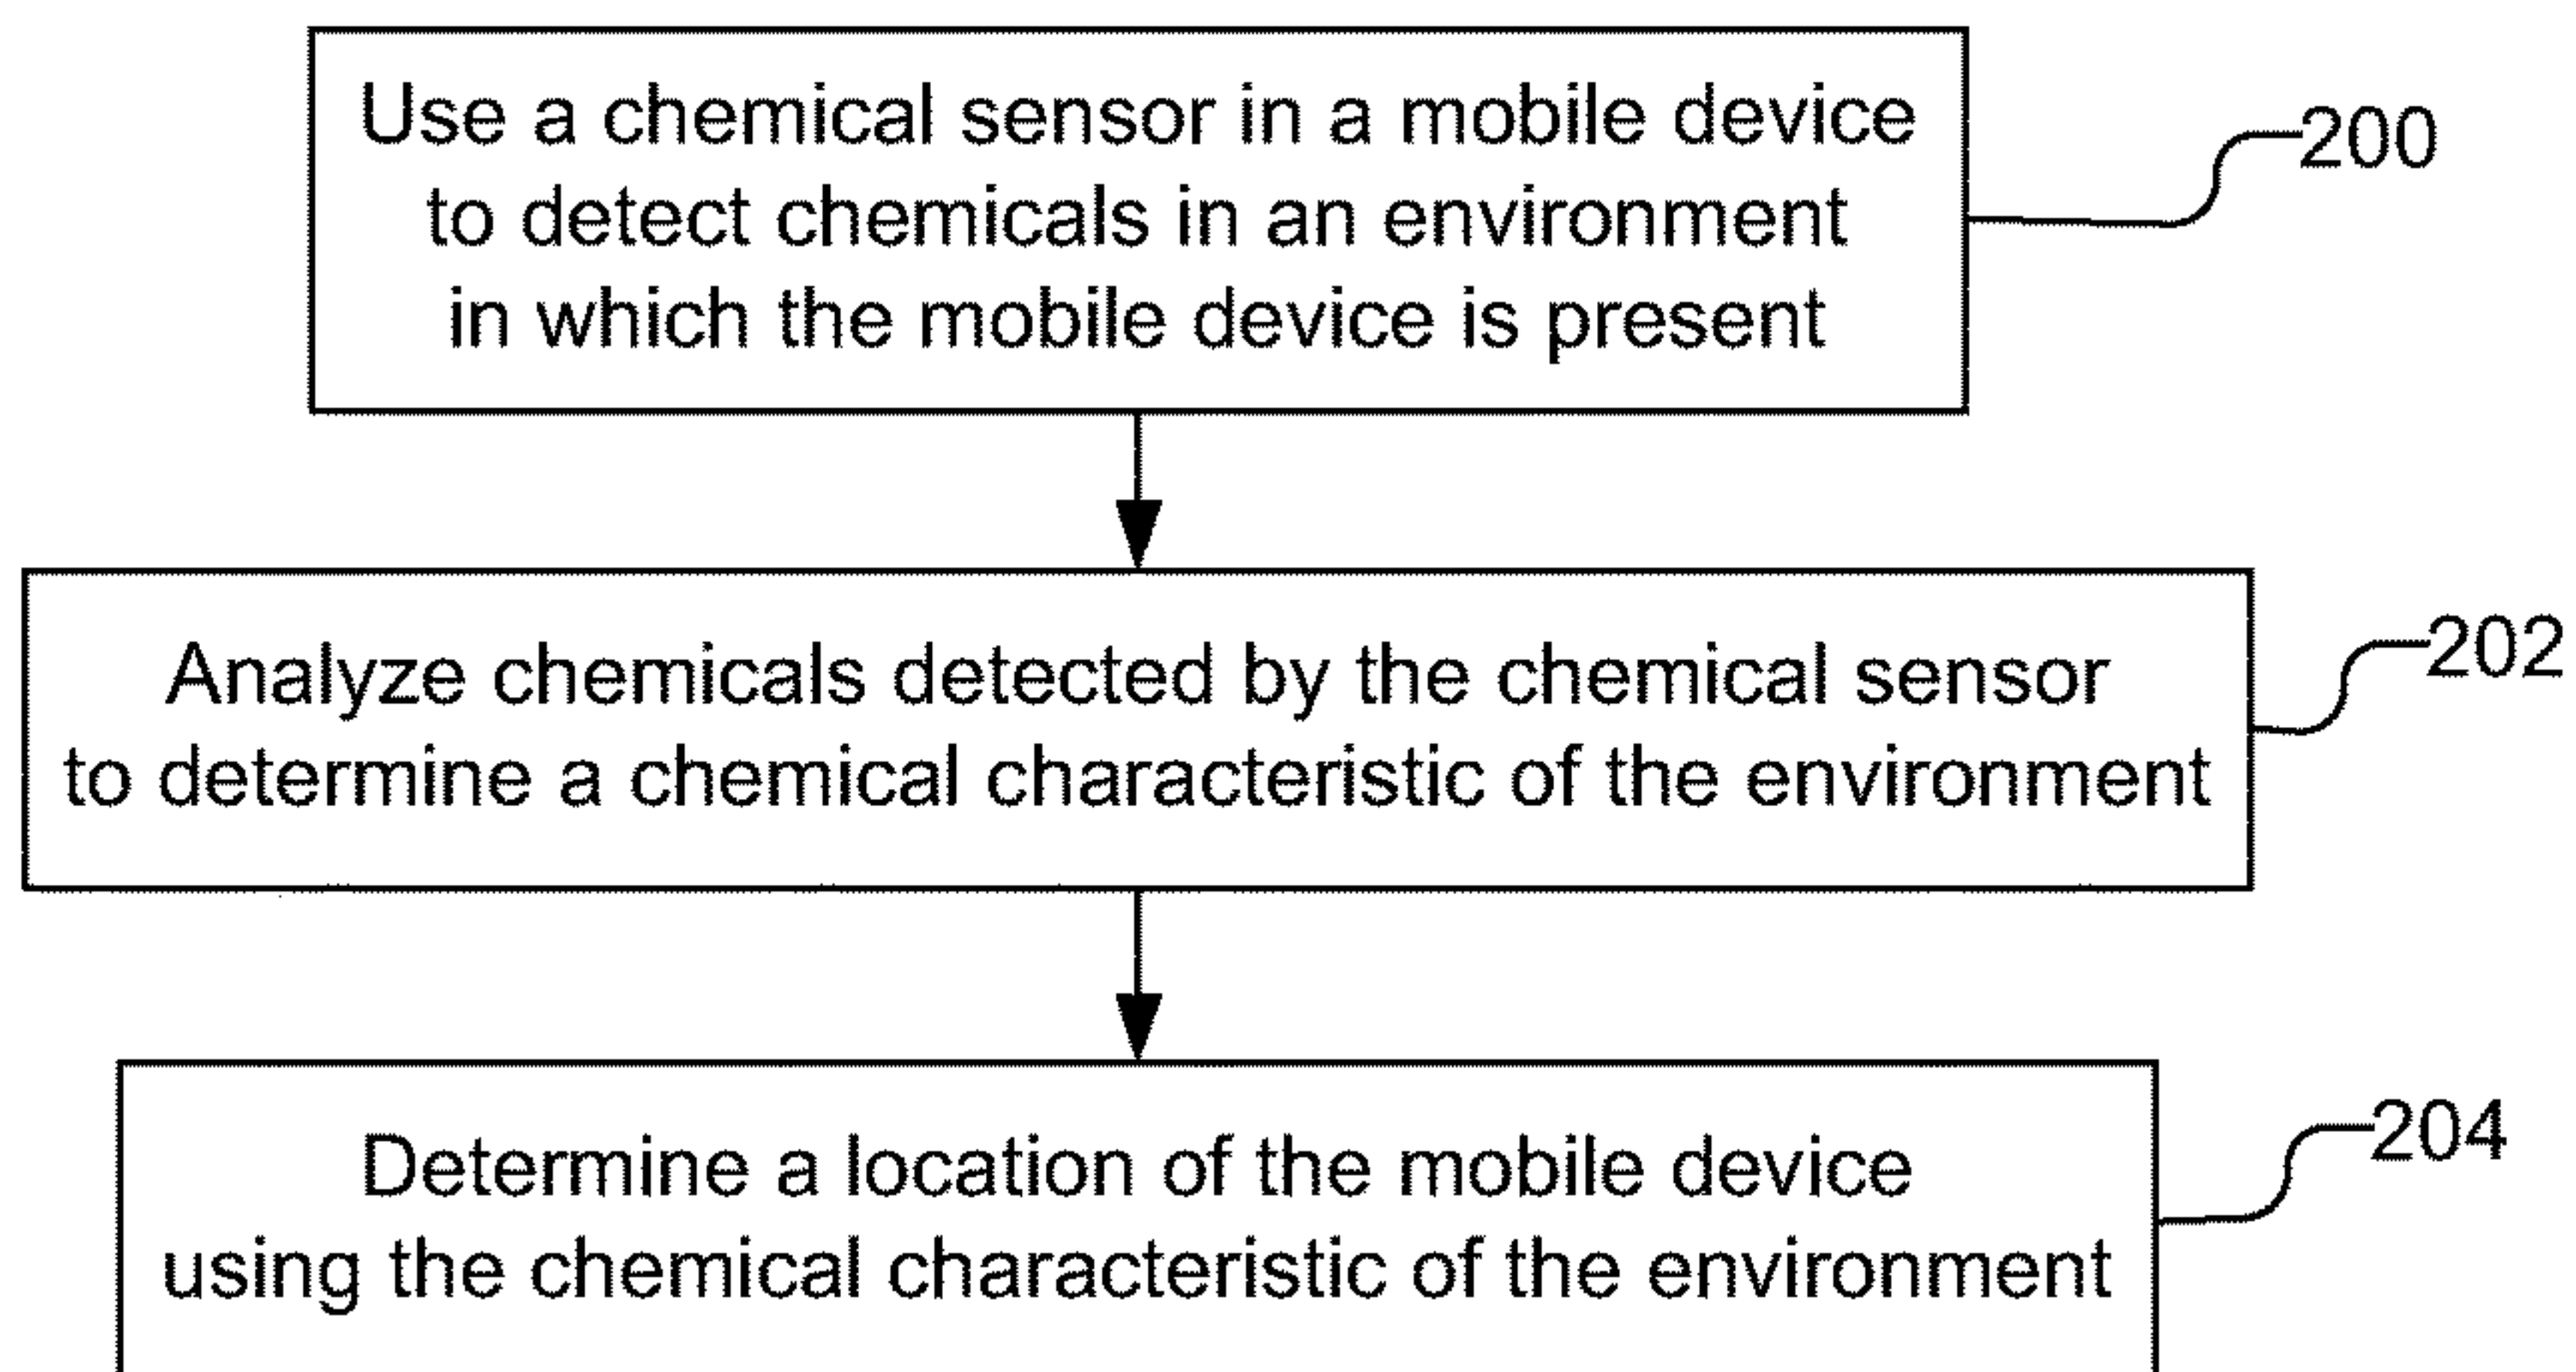 Use a chemical sensor in a mobile device
to detect chemicals in an environment
in which the mobile device is present
200
Analyze chemicals detected by the chemical sensor
to determine a chemical characteristic of the environment
202
Determine a location of the mobile device
using the chemical characteristic of the environment
204